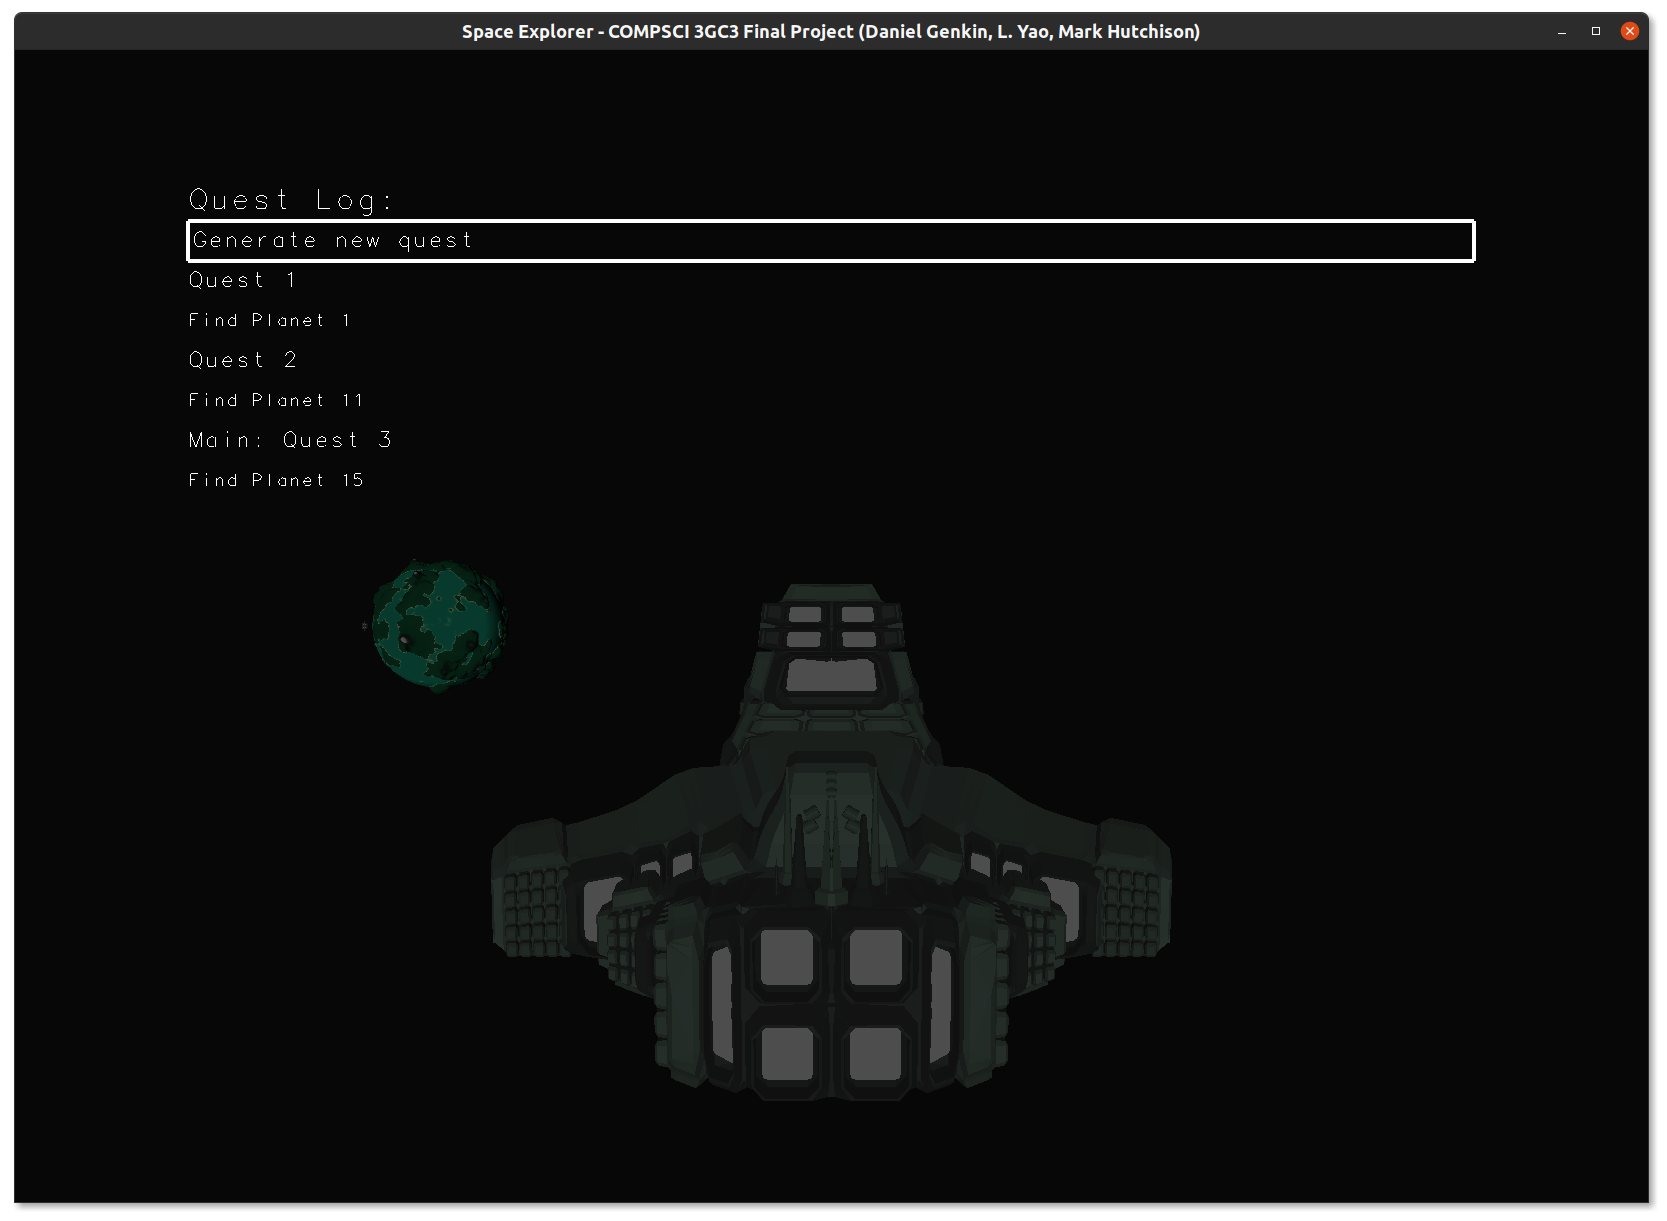 Space Explorer - COMPSCI 3GC3 Final Project (Daniel Genkin, L. Yao, Mark Hutchison)
Quest Log:
Generate new quest
Quest 1
Find Planet 1
Quest 2
Find Planet 11
Main: Quest 3
Find Planet 15